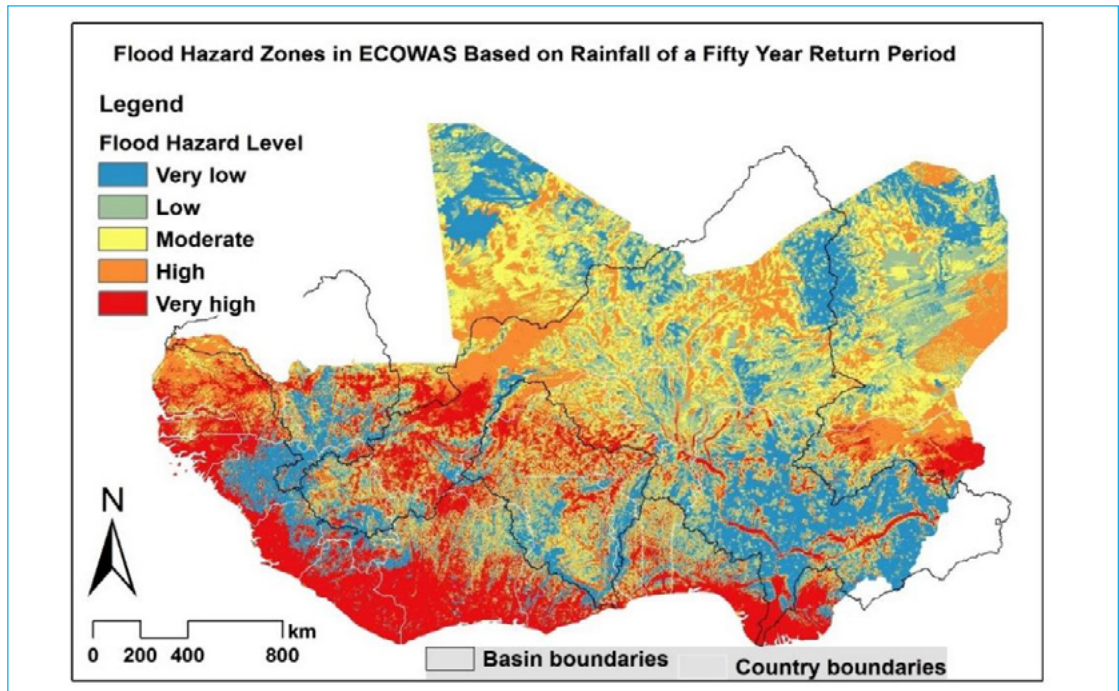 Flood Hazard Zones in ECOWAS Based on Rainfall of a Fifty Year Return Period
Legend
Flood Hazard Level
Very low
Low
Moderate
High
Very high
N
km
0 200 400 800
Basin boundaries
Country boundaries